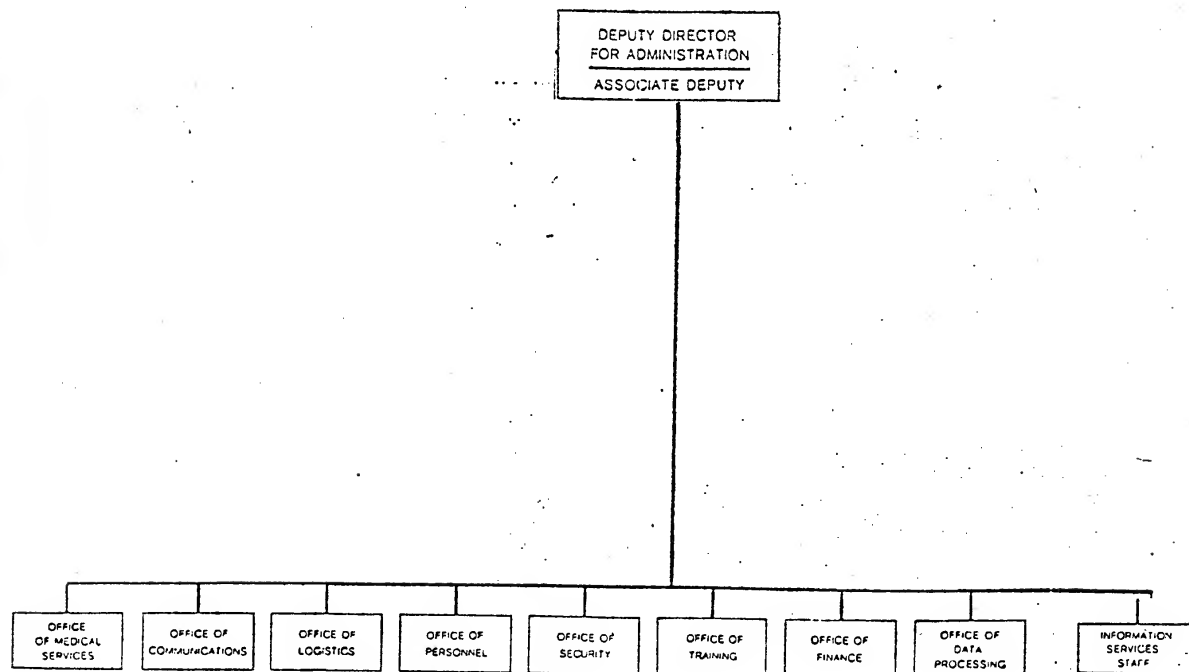 DEPUTY DIRECTOR
FOR ADMINISTRATION
ASSOCIATE DEPUTY
OFFICE
OF MEDICAL
SERVICES
OFFICE OF
COMMUNICATIONS
OFFICE OF
LOGISTICS
OFFICE OF
PERSONNEL
OFFICE OF
SECURITY
OFFICE OF
TRAINING
OFFICE OF
FINANCE
OFFICE OF
DATA
PROCESSING
INFORMATION
SERVICES
STAFF